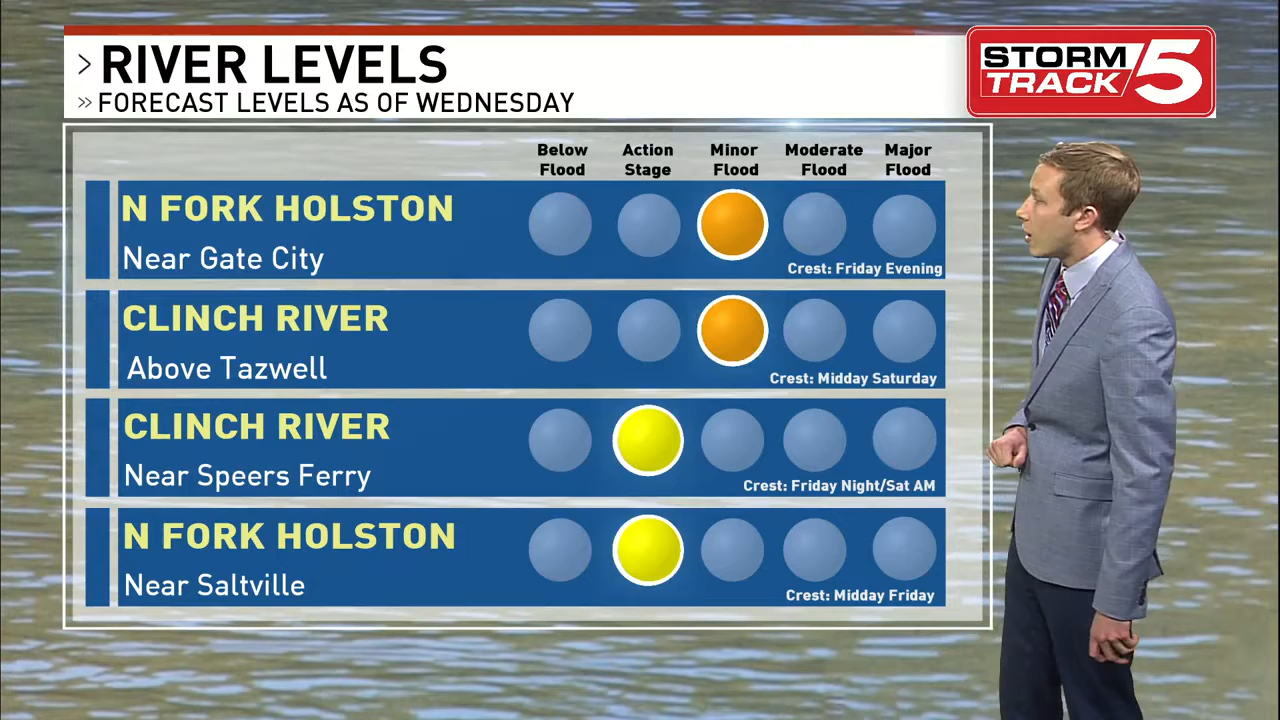 > RIVER LEVELS
» FORECAST LEVELS AS OF WEDNESDAY
STORM
TRACK 5
Below Flood
Action Stage
Minor Flood
Moderate Flood
Major Flood
N FORK HOLSTON
Near Gate City
Crest: Friday Evening
CLINCH RIVER
Above Tazwell
Crest: Midday Saturday
CLINCH RIVER
Near Speers Ferry
Crest: Friday Night/Sat AM
N FORK HOLSTON
Near Saltville
Crest: Midday Friday